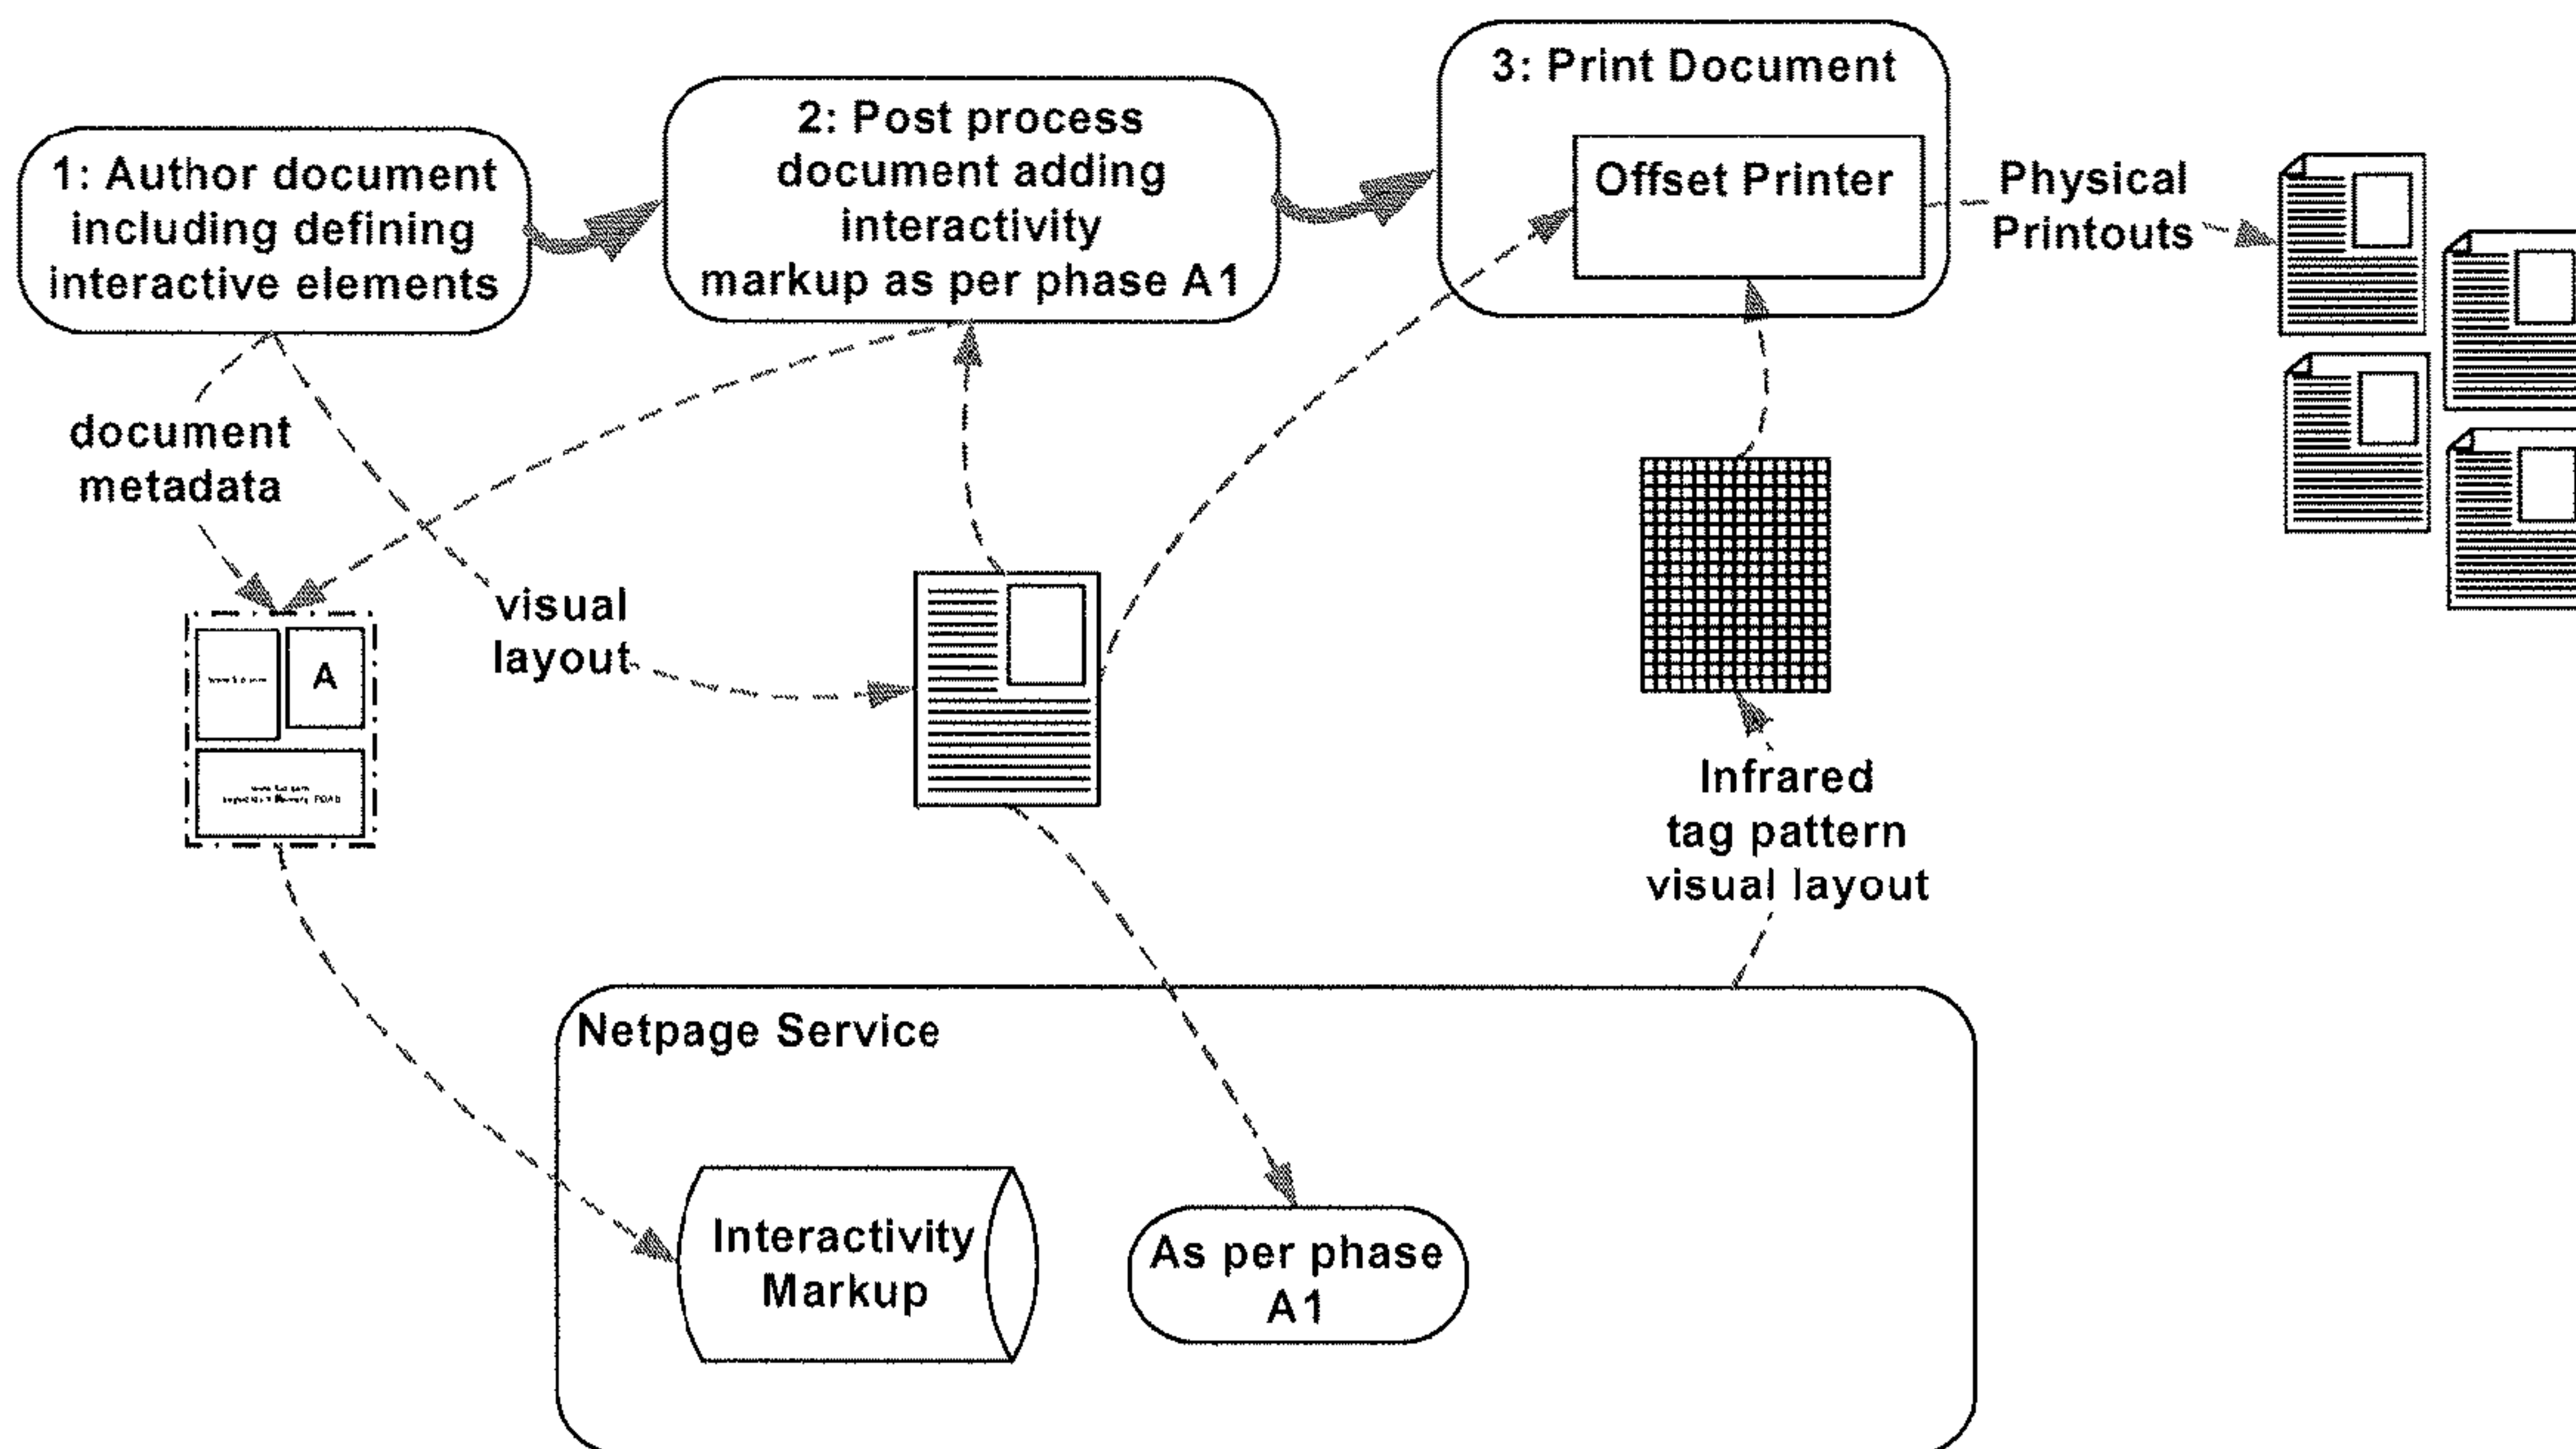 1: Author document
including defining
interactive elements
2: Post process
document adding
interactivity
markup as per phase A1
3: Print Document
Offset Printer
Physical
Printouts
document
metadata
visual
layout
A
Infrared
tag pattern
visual layout
Netpage Service
Interactivity
Markup
As per phase
A1